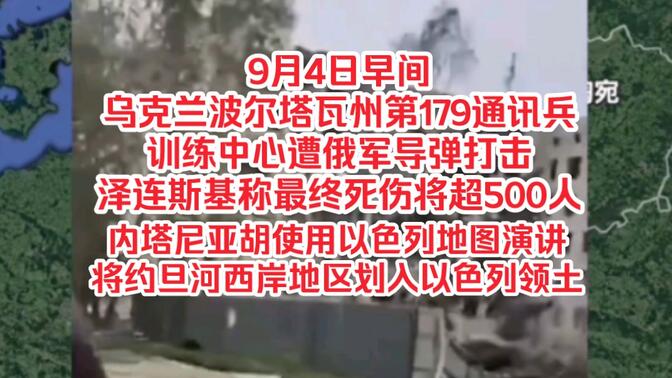 9月4日早间
乌克兰波尔塔瓦州第179通讯兵
训练中心遭俄军导弹打击
泽连斯基称最终死伤将超500人
内塔尼亚胡使用以色列地图演讲
将约旦河西岸地区划入以色列领土
宛